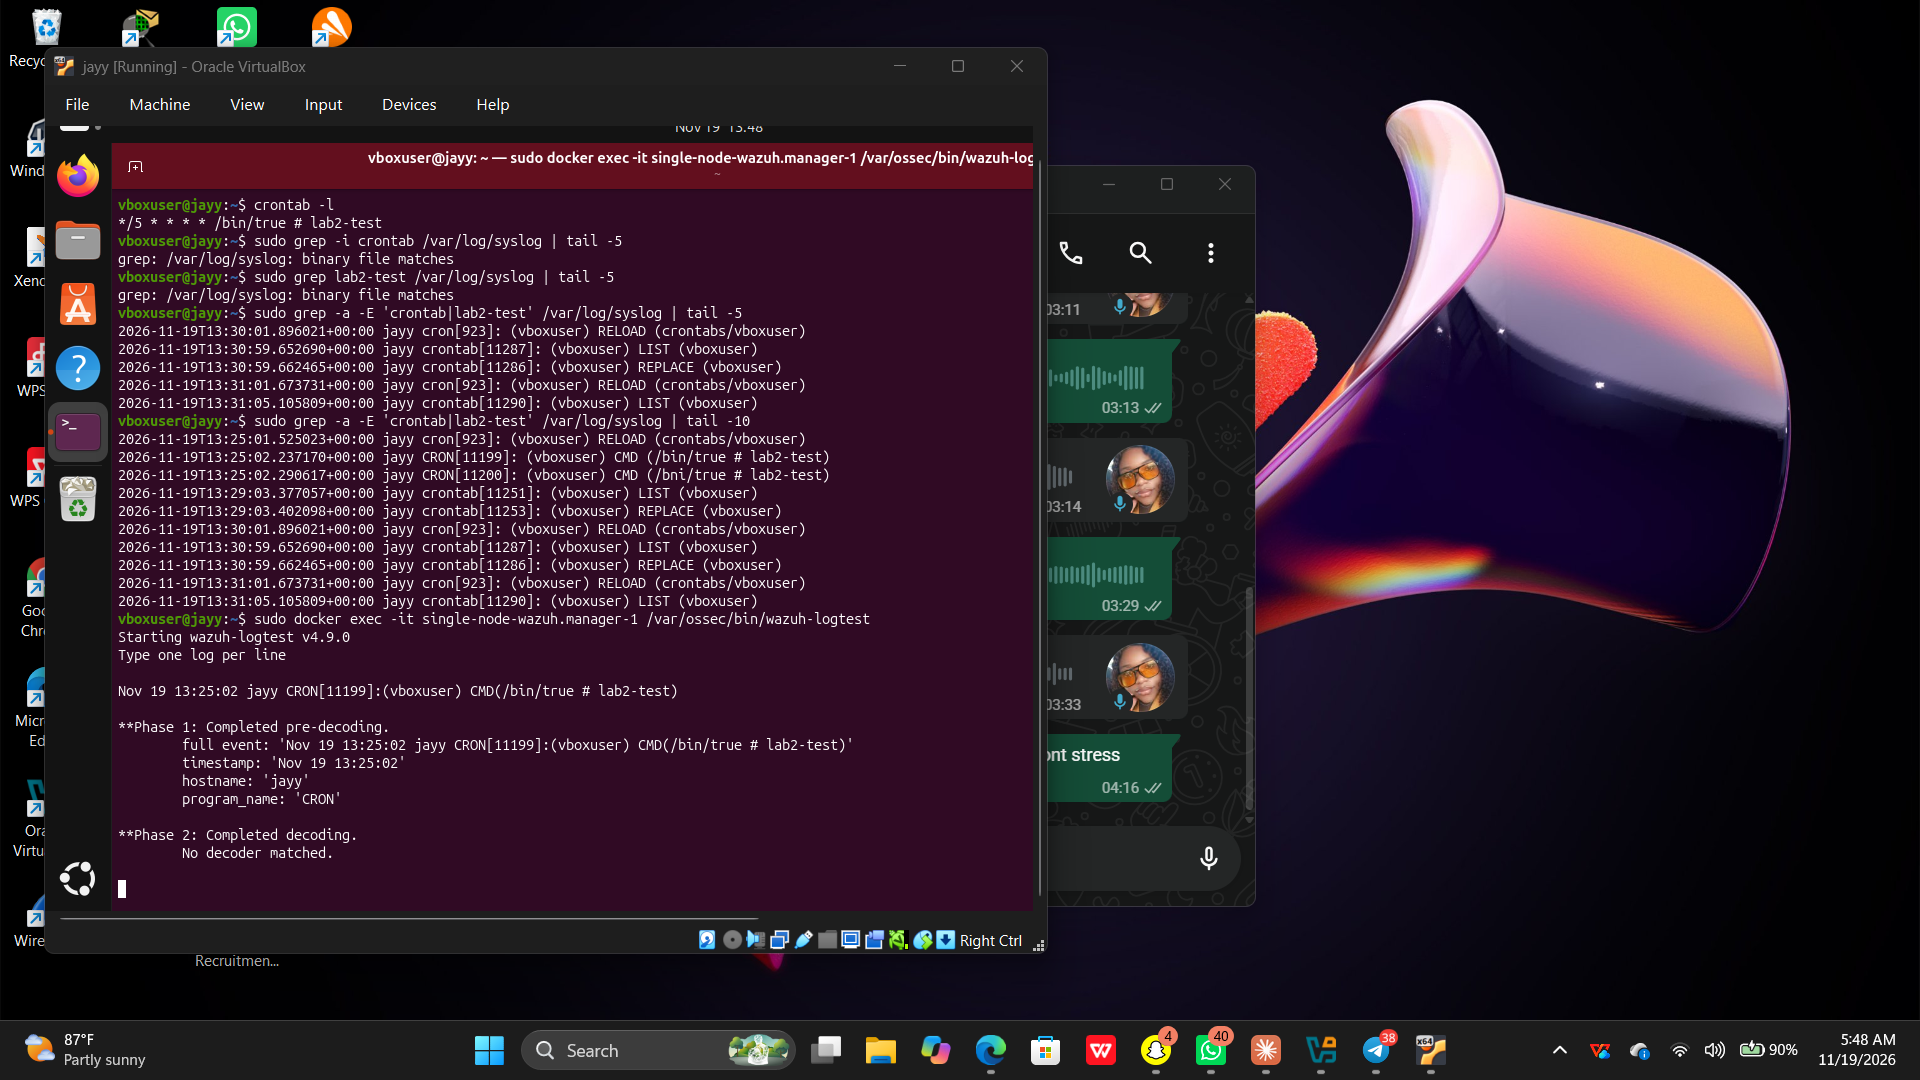 Recyc
Wind
Xenc
WPS
WPS
Goo
Chro
Micr
Ed
Ora
Virtu
Wire
Recruitmen...
jayy [Running] - Oracle VirtualBox
File Machine View Input Devices Help
Nov 19 13:48
vboxuser@jayy: ~ — sudo docker exec -it single-node-wazuh.manager-1 /var/ossec/bin/wazuh-log
~
vboxuser@jayy:~$ crontab -l
*/5 * * * * /bin/true # lab2-test
vboxuser@jayy:~$ sudo grep -i crontab /var/log/syslog | tail -5
grep: /var/log/syslog: binary file matches
vboxuser@jayy:~$ sudo grep lab2-test /var/log/syslog | tail -5
grep: /var/log/syslog: binary file matches
vboxuser@jayy:~$ sudo grep -a -E 'crontab|lab2-test' /var/log/syslog | tail -5
2026-11-19T13:30:01.896021+00:00 jayy cron[923]: (vboxuser) RELOAD (crontabs/vboxuser)
2026-11-19T13:30:59.652690+00:00 jayy crontab[11287]: (vboxuser) LIST (vboxuser)
2026-11-19T13:30:59.662465+00:00 jayy crontab[11286]: (vboxuser) REPLACE (vboxuser)
2026-11-19T13:31:01.673731+00:00 jayy cron[923]: (vboxuser) RELOAD (crontabs/vboxuser)
2026-11-19T13:31:05.105809+00:00 jayy crontab[11290]: (vboxuser) LIST (vboxuser)
vboxuser@jayy:~$ sudo grep -a -E 'crontab|lab2-test' /var/log/syslog | tail -10
2026-11-19T13:25:01.525023+00:00 jayy cron[923]: (vboxuser) RELOAD (crontabs/vboxuser)
2026-11-19T13:25:02.237170+00:00 jayy CRON[11199]: (vboxuser) CMD (/bin/true # lab2-test)
2026-11-19T13:25:02.290617+00:00 jayy CRON[11200]: (vboxuser) CMD (/bni/true # lab2-test)
2026-11-19T13:29:03.377057+00:00 jayy crontab[11251]: (vboxuser) LIST (vboxuser)
2026-11-19T13:29:03.402098+00:00 jayy crontab[11253]: (vboxuser) REPLACE (vboxuser)
2026-11-19T13:30:01.896021+00:00 jayy cron[923]: (vboxuser) RELOAD (crontabs/vboxuser)
2026-11-19T13:30:59.652690+00:00 jayy crontab[11287]: (vboxuser) LIST (vboxuser)
2026-11-19T13:30:59.662465+00:00 jayy crontab[11286]: (vboxuser) REPLACE (vboxuser)
2026-11-19T13:31:01.673731+00:00 jayy cron[923]: (vboxuser) RELOAD (crontabs/vboxuser)
2026-11-19T13:31:05.105809+00:00 jayy crontab[11290]: (vboxuser) LIST (vboxuser)
vboxuser@jayy:~$ sudo docker exec -it single-node-wazuh.manager-1 /var/ossec/bin/wazuh-logtest
Starting wazuh-logtest v4.9.0
Type one log per line
Nov 19 13:25:02 jayy CRON[11199]:(vboxuser) CMD(/bin/true # lab2-test)
**Phase 1: Completed pre-decoding.
full event: 'Nov 19 13:25:02 jayy CRON[11199]:(vboxuser) CMD(/bin/true # lab2-test)'
timestamp: 'Nov 19 13:25:02'
hostname: 'jayy'
program_name: 'CRON'
**Phase 2: Completed decoding.
No decoder matched.
Right Ctrl
03:11
03:13
03:14
03:29
03:33
ont stress
04:16
87°F
Partly sunny
Search
4
40
38
x64
90%
5:48 AM
11/19/2026